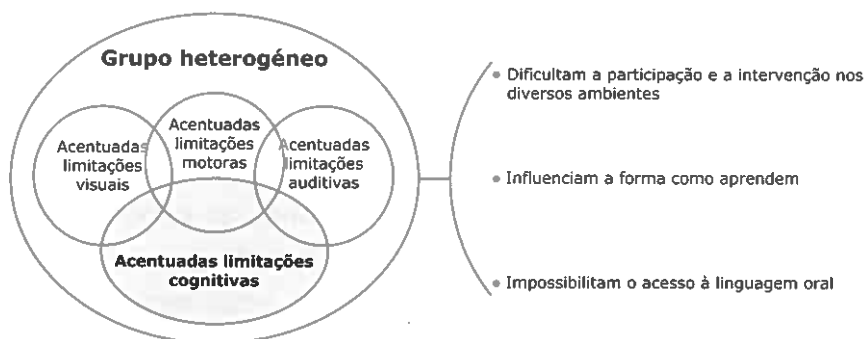 Grupo heterogéneo
Acentuadas
limitações
visuais
Acentuadas
limitações
motoras
Acentuadas
limitações
auditivas
Acentuadas limitações
cognitivas
• Dificultam a participação e a intervenção nos
diversos ambientes
• Influenciam a forma como aprendem
• Impossibilitam o acesso à linguagem oral